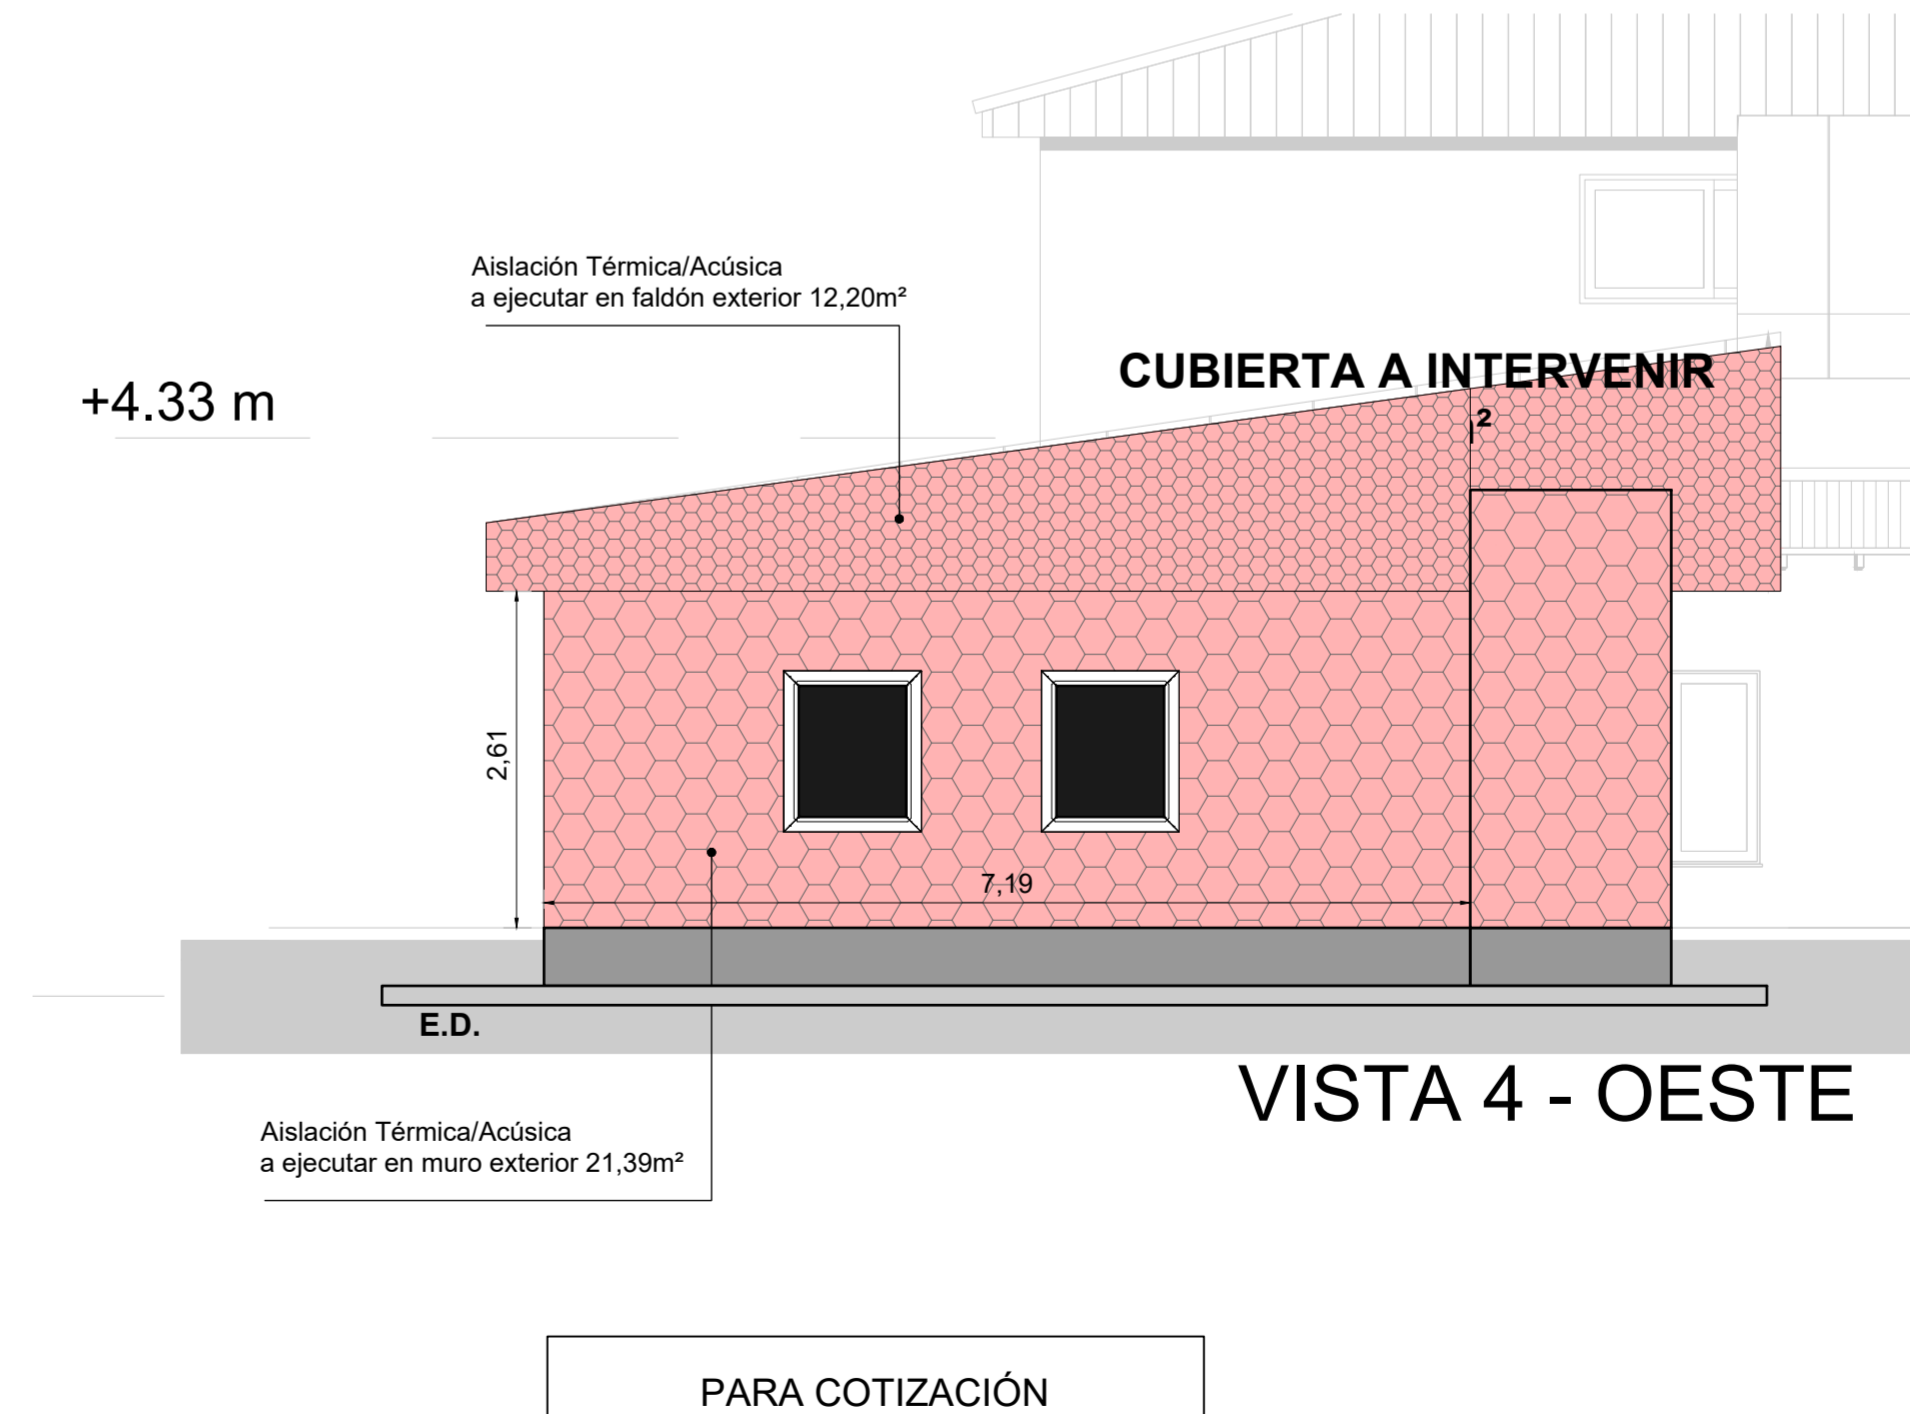 Aislación Térmica/Acúsica
a ejecutar en faldón exterior 12,20m²
CUBIERTA A INTERVENIR
+4.33 m
2
2,61
7,19
E.D.
VISTA 4 - OESTE
Aislación Térmica/Acúsica
a ejecutar en muro exterior 21,39m²
PARA COTIZACIÓN